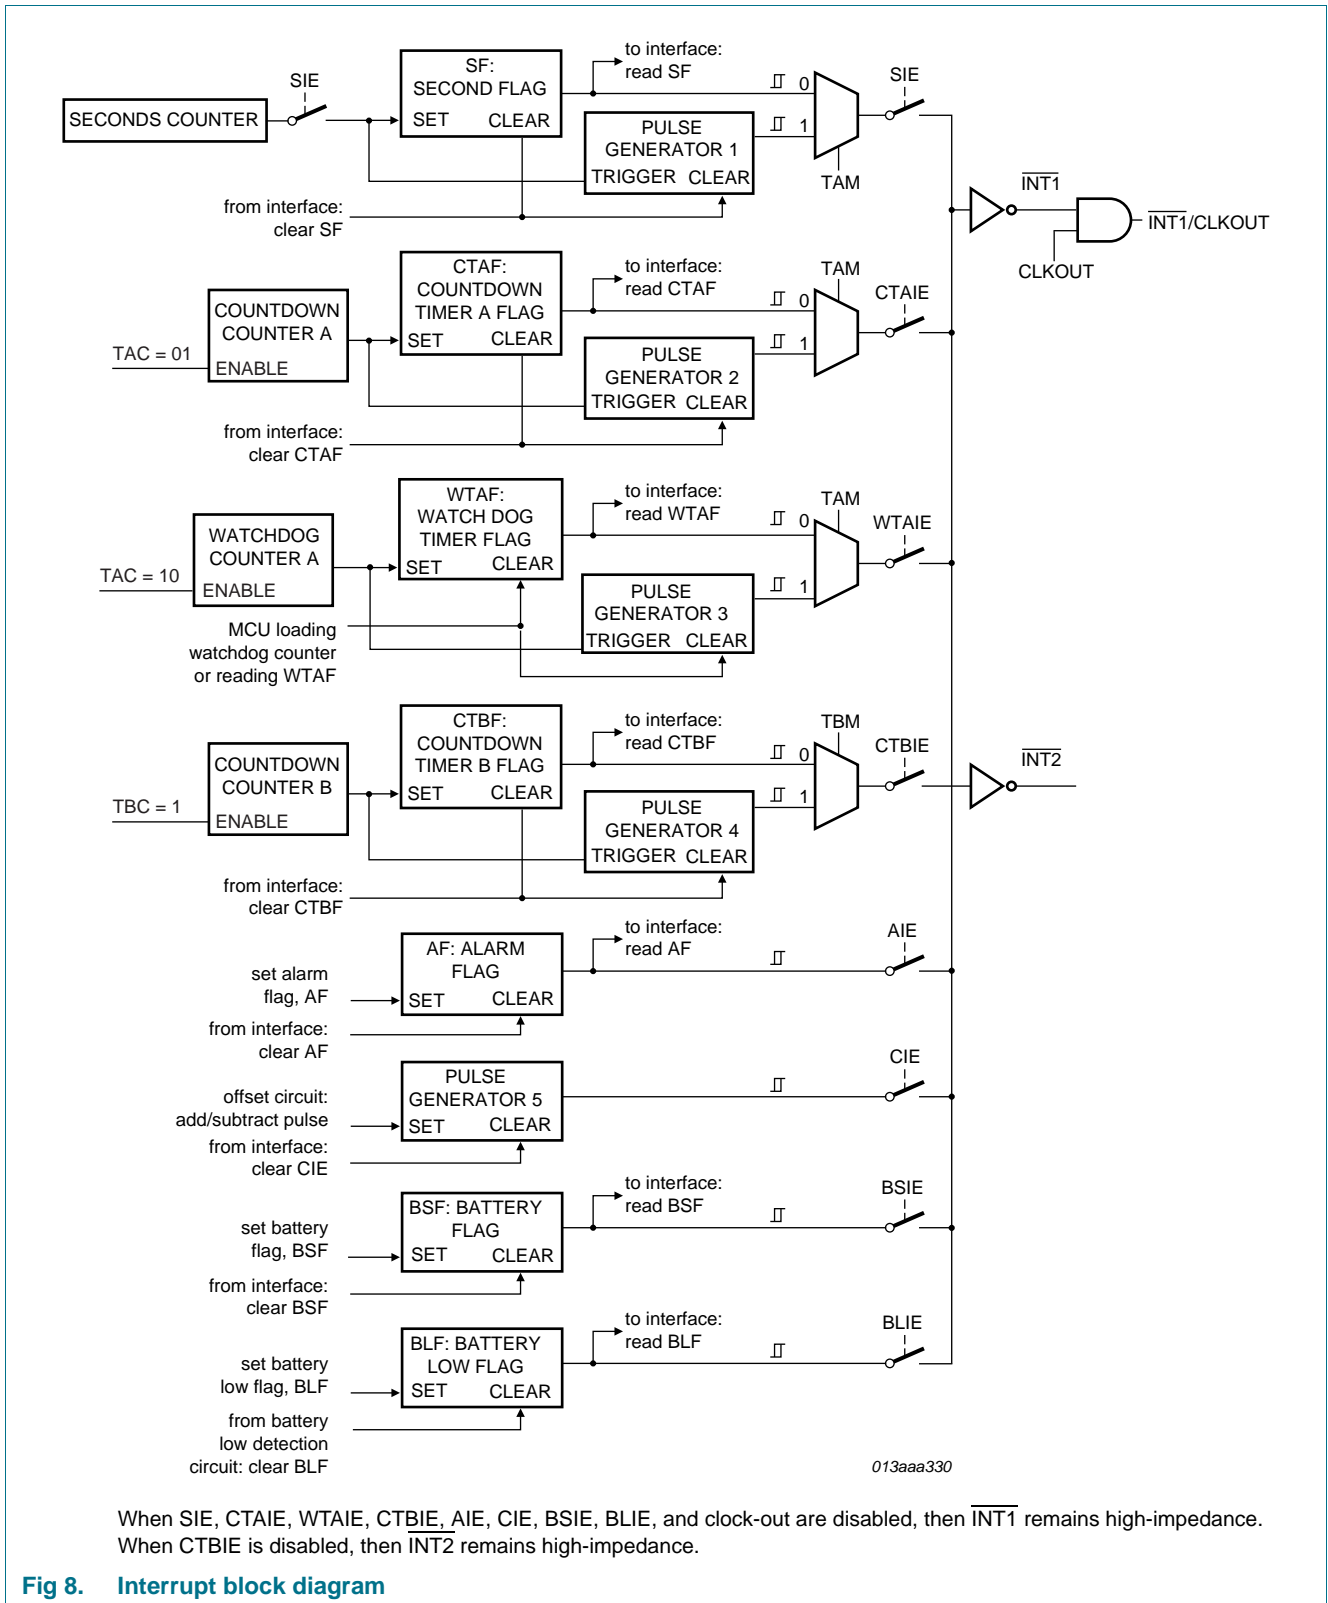 SECONDS COUNTER
SIE
SF:
SECOND FLAG
SET CLEAR
to interface:
read SF
PULSE
GENERATOR 1
TRIGGER CLEAR
0
1
TAM
SIE
from interface:
clear SF
INT1
INT1/CLKOUT
CLKOUT
COUNTDOWN
COUNTER A
ENABLE
TAC = 01
CTAF:
COUNTDOWN
TIMER A FLAG
SET CLEAR
to interface:
read CTAF
PULSE
GENERATOR 2
TRIGGER CLEAR
TAM
0
1
CTAIE
from interface:
clear CTAF
WATCHDOG
COUNTER A
ENABLE
TAC = 10
WTAF:
WATCH DOG
TIMER FLAG
SET CLEAR
to interface:
read WTAF
PULSE
GENERATOR 3
TRIGGER CLEAR
TAM
0
1
WTAIE
MCU loading
watchdog counter
or reading WTAF
COUNTDOWN
COUNTER B
ENABLE
TBC = 1
CTBF:
COUNTDOWN
TIMER B FLAG
SET CLEAR
to interface:
read CTBF
PULSE
GENERATOR 4
TRIGGER CLEAR
TBM
0
1
CTBIE
INT2
from interface:
clear CTBF
set alarm
flag, AF
AF: ALARM
FLAG
SET CLEAR
to interface:
read AF
AIE
from interface:
clear AF
offset circuit:
add/subtract pulse
PULSE
GENERATOR 5
SET CLEAR
CIE
from interface:
clear CIE
set battery
flag, BSF
BSF: BATTERY
FLAG
SET CLEAR
to interface:
read BSF
BSIE
from interface:
clear BSF
set battery
low flag, BLF
BLF: BATTERY
LOW FLAG
SET CLEAR
to interface:
read BLF
BLIE
from battery
low detection
circuit: clear BLF
013aaa330
When SIE, CTAIE, WTAIE, CTBIE, AIE, CIE, BSIE, BLIE, and clock-out are disabled, then INT1 remains high-impedance.
When CTBIE is disabled, then INT2 remains high-impedance.
Fig 8. Interrupt block diagram